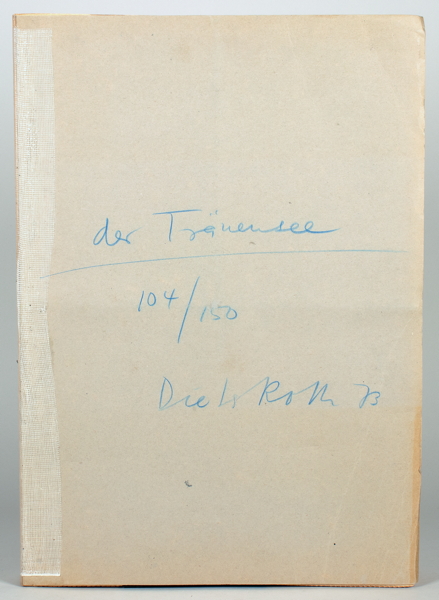 der Tränensee
104/150
Dieter Roth 73